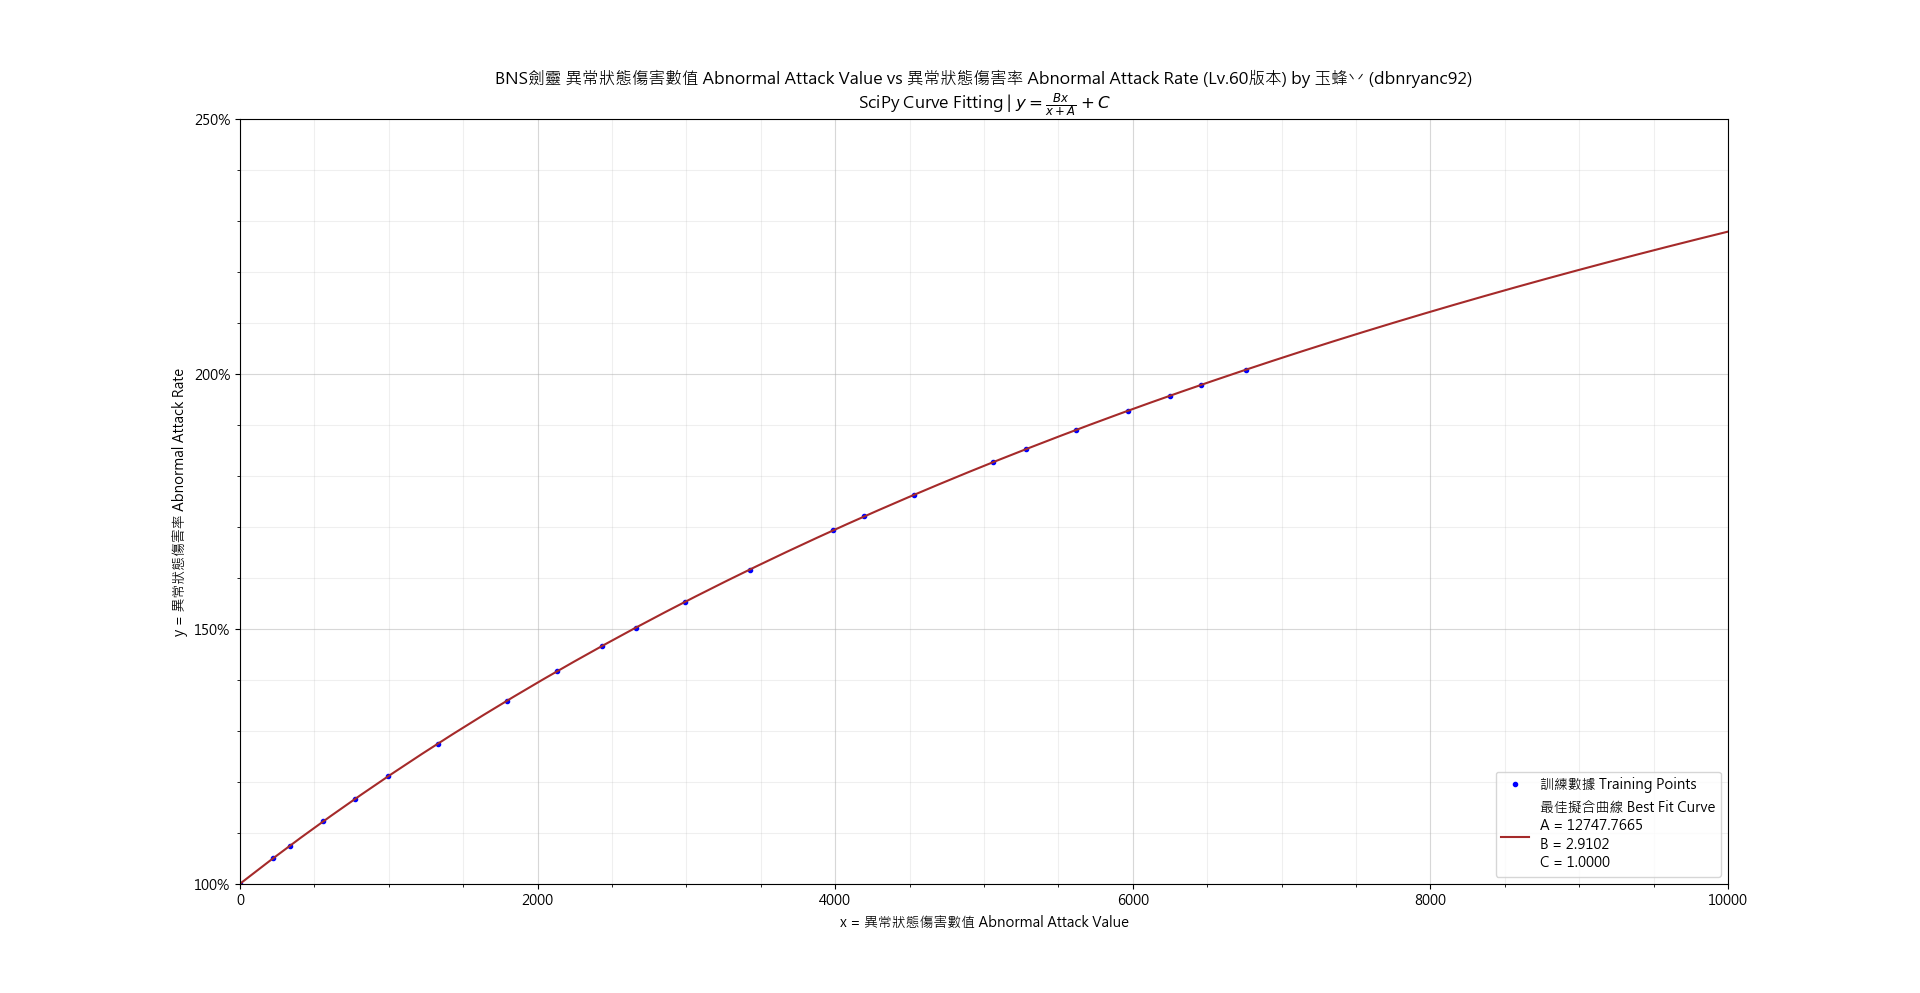 BNS劍靈 異常狀態傷害數值 Abnormal Attack Value vs 異常狀態傷害率 Abnormal Attack Rate (Lv.60版本) by 玉蜂丷 (dbnryanc92)
SciPy Curve Fitting | y = Bx/(x + A) + C
250%
200%
150%
100%
y = 異常狀態傷害率 Abnormal Attack Rate
0 2000 4000 6000 8000 10000
x = 異常狀態傷害數值 Abnormal Attack Value
訓練數據 Training Points
最佳擬合曲線 Best Fit Curve
A = 12747.7665
B = 2.9102
C = 1.0000